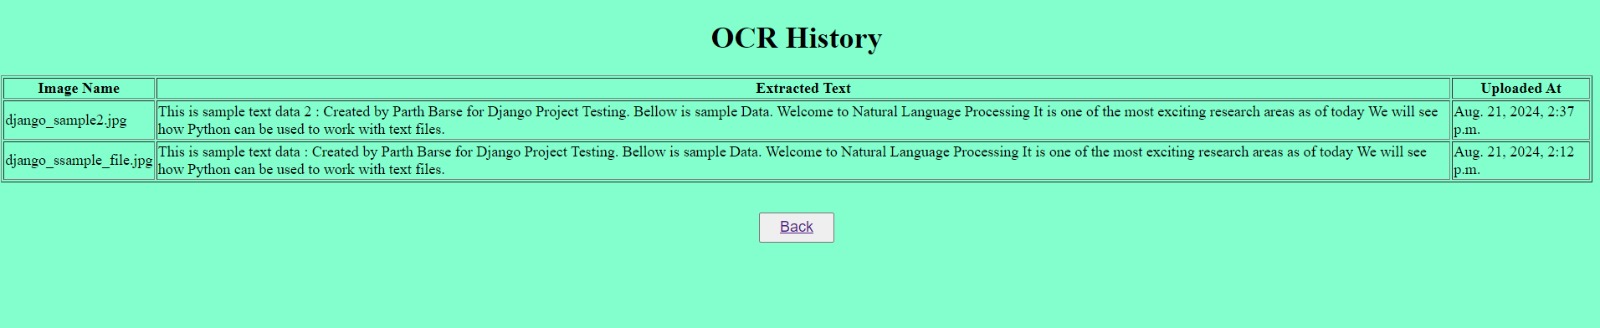 OCR History
Image Name Extracted Text Uploaded At
django_sample2.jpg
This is sample text data 2 : Created by Parth Barse for Django Project Testing. Bellow is sample Data. Welcome to Natural Language Processing It is one of the most exciting research areas as of today We will see
how Python can be used to work with text files.
Aug. 21, 2024, 2:37
p.m.
django_ssample_file.jpg
This is sample text data : Created by Parth Barse for Django Project Testing. Bellow is sample Data. Welcome to Natural Language Processing It is one of the most exciting research areas as of today We will see
how Python can be used to work with text files.
Aug. 21, 2024, 2:12
p.m.
Back